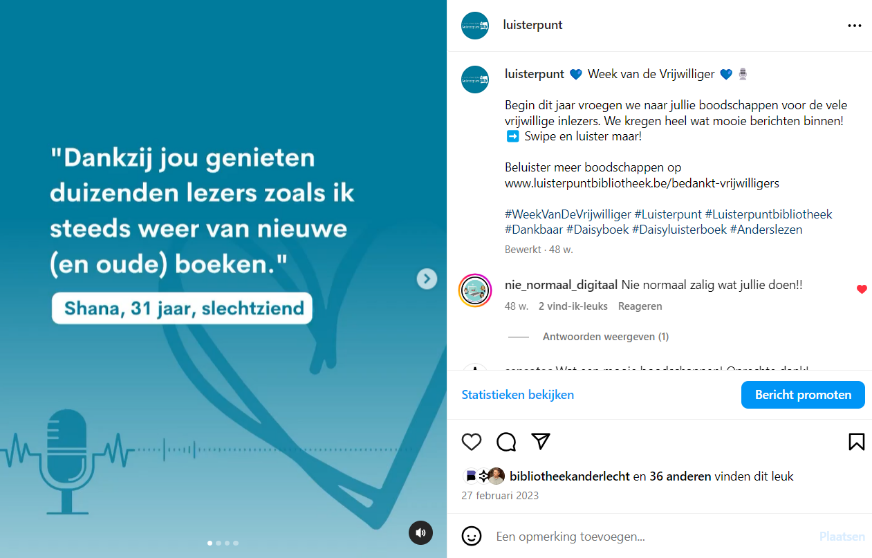 "Dankzij jou genieten
duizenden lezers zoals ik
steeds weer van nieuwe
(en oude) boeken."
Shana, 31 jaar, slechtziend
luisterpunt
luisterpunt 💙 Week van de Vrijwilliger 💙 🎙️
Begin dit jaar vroegen we naar jullie boodschappen voor de vele
vrijwillige inlezers. We kregen heel wat mooie berichten binnen!
➡️ Swipe en luister maar!
Beluister meer boodschappen op
www.luisterpuntbibliotheek.be/bedankt-vrijwilligers
#WeekVanDeVrijwilliger #Luisterpunt #Luisterpuntbibliotheek
#Dankbaar #Daisyboek #Daisyluisterboek #Anderslezen
Bewerkt · 48 w.
nie_normaal_digitaal Nie normaal zalig wat jullie doen!!
48 w. 2 vind-ik-leuks Reageren
Antwoorden weergeven (1)
Wat een mooie boodschappen! Oprechte dank!
Statistieken bekijken
Bericht promoten
bibliotheekanderlecht en 36 anderen vinden dit leuk
27 februari 2023
Een opmerking toevoegen...
Plaatsen